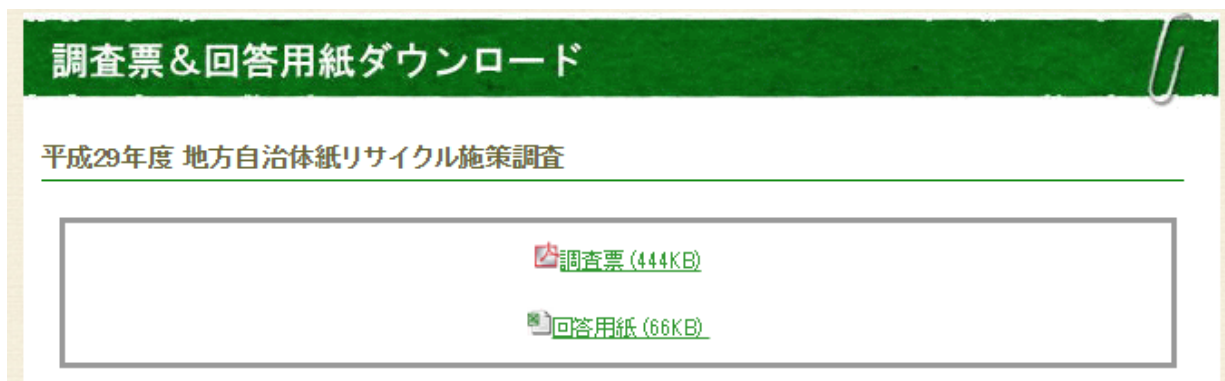 調査票＆回答用紙ダウンロード
平成29年度 地方自治体紙リサイクル施策調査
調査票(444KB)
回答用紙(66KB)